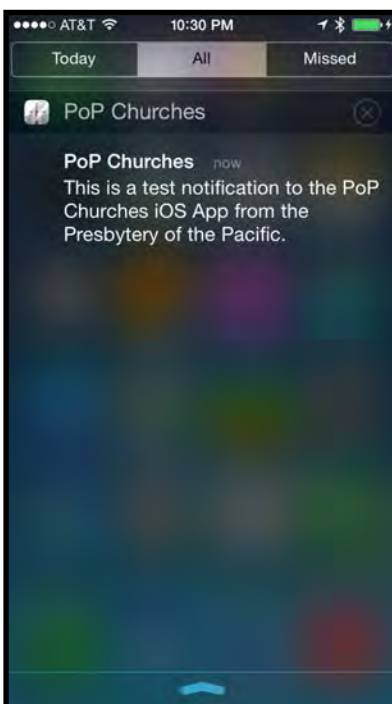 AT&T 10:30 PM
Today All Missed
PoP Churches
PoP Churches now
This is a test notification to the PoP
Churches iOS App from the
Presbytery of the Pacific.